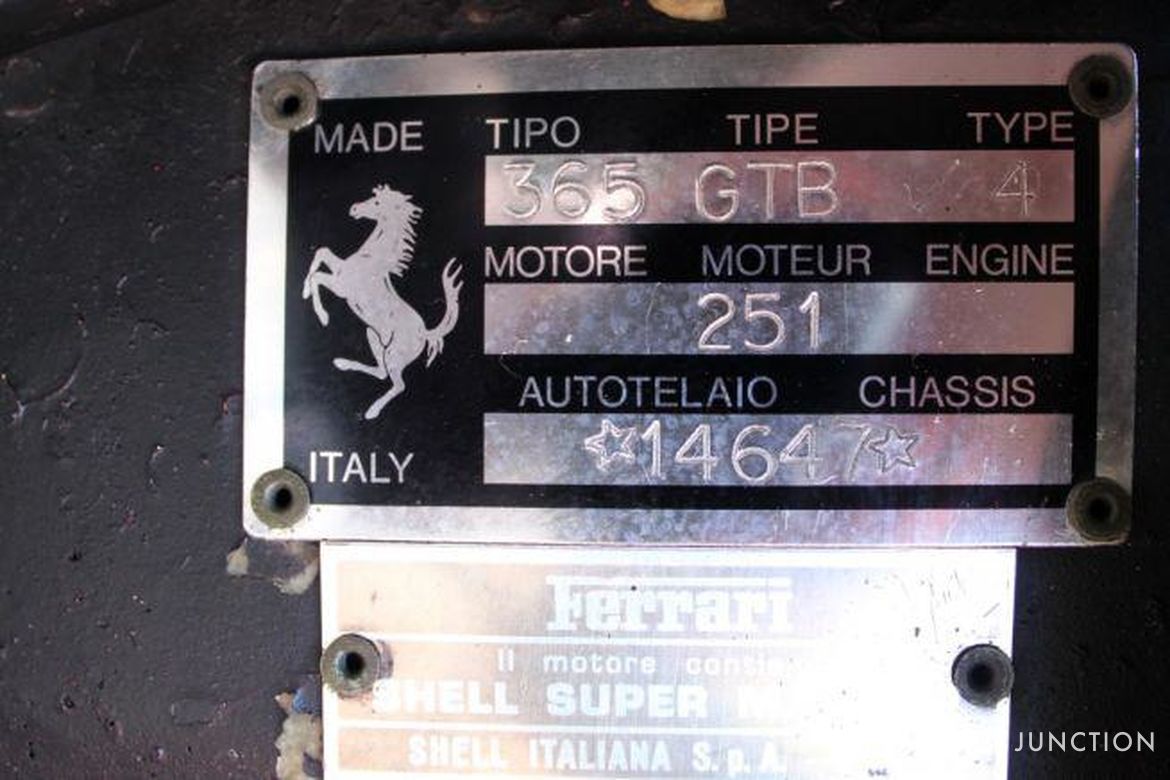 MADE
TIPO TIPE TYPE
365 GTB 4
MOTORE MOTEUR ENGINE
251
AUTOTELAIO CHASSIS
☆14647☆
ITALY
Ferrari
Il motore
SHELL SUPER
SHELL ITALIANA S.p.A.
JUNCTION